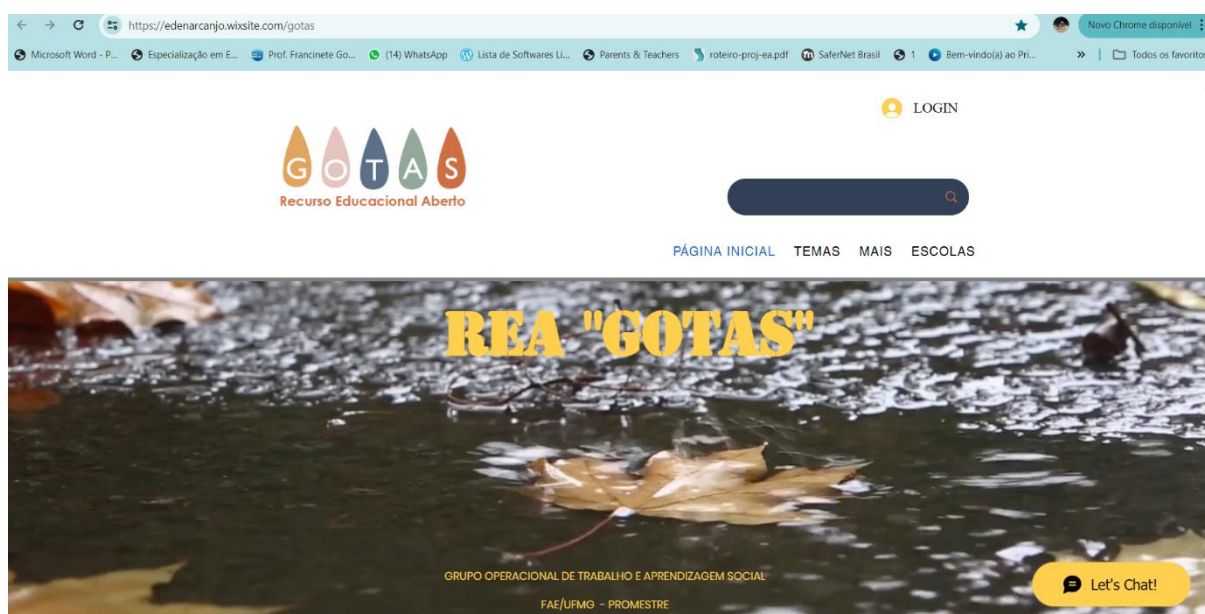 https://edenarcanjo.wixsite.com/gotas
Novo Chrome disponível
Microsoft Word - P... Especialização em E... Prof. Francinete Go... (14) WhatsApp Lista de Softwares Li... Parents & Teachers roteiro-proj-ea.pdf SaferNet Brasil 1 Bem-vindo(a) ao Pri... » Todos os favoritos
LOGIN
GOTAS
Recurso Educacional Aberto
PÁGINA INICIAL TEMAS MAIS ESCOLAS
REA "GOTAS"
GRUPO OPERACIONAL DE TRABALHO E APRENDIZAGEM SOCIAL
FAE/UFMG - PROMESTRE
Let's Chat!